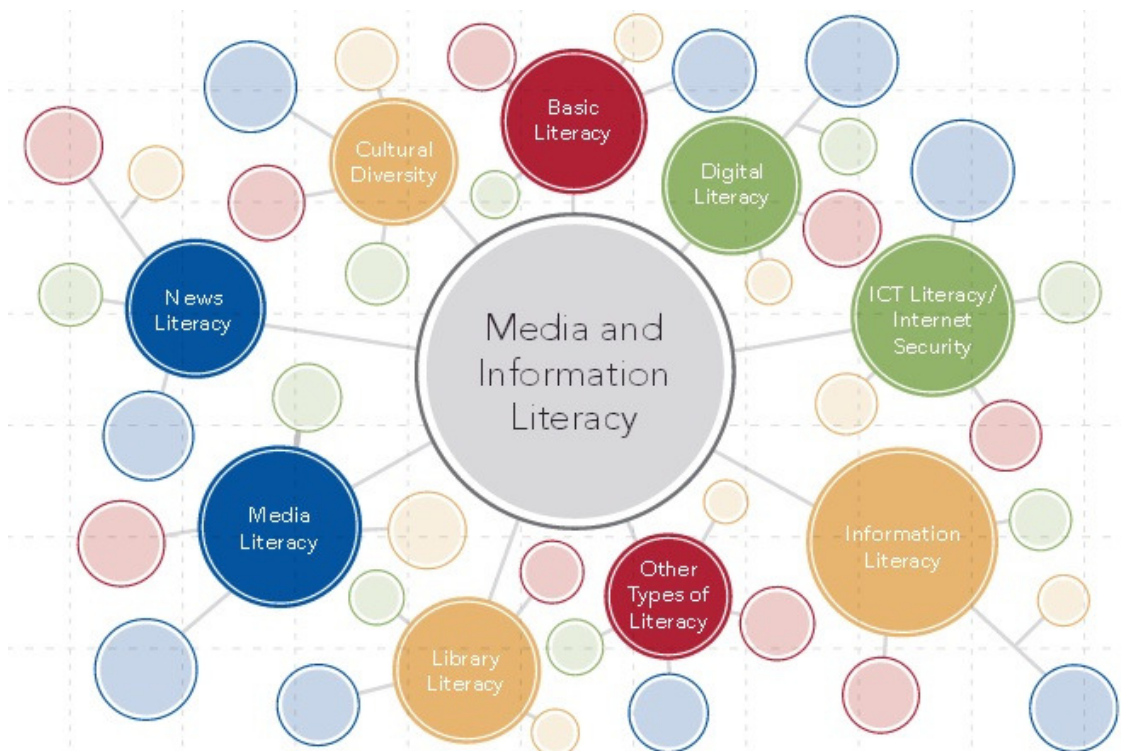 Basic
Literacy
Cultural
Diversity
Digital
Literacy
News
Literacy
ICT Literacy/
Internet
Security
Media and
Information
Literacy
Media
Literacy
Information
Literacy
Other
Types of
Literacy
Library
Literacy